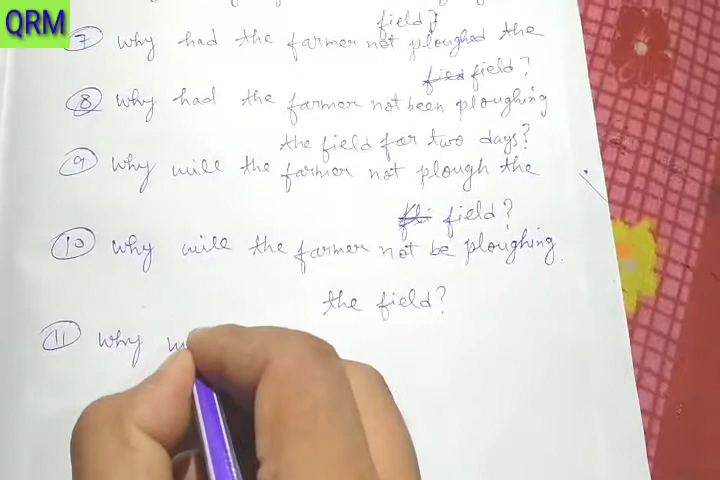 QRM
field?
7 Why had the farmer not ploughed the
field?
8 Why had the farmer not been ploughing
the field for two days?
9 Why will the farmer not plough the
field?
10 Why will the farmer not be ploughing
the field?
11 Why